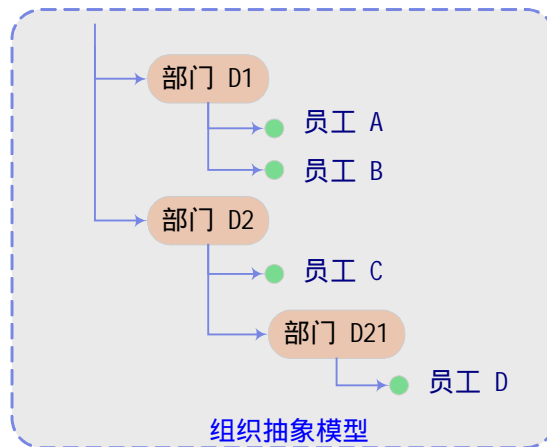 部门 D1
员工 A
员工 B
部门 D2
员工 C
部门 D21
员工 D
组织抽象模型